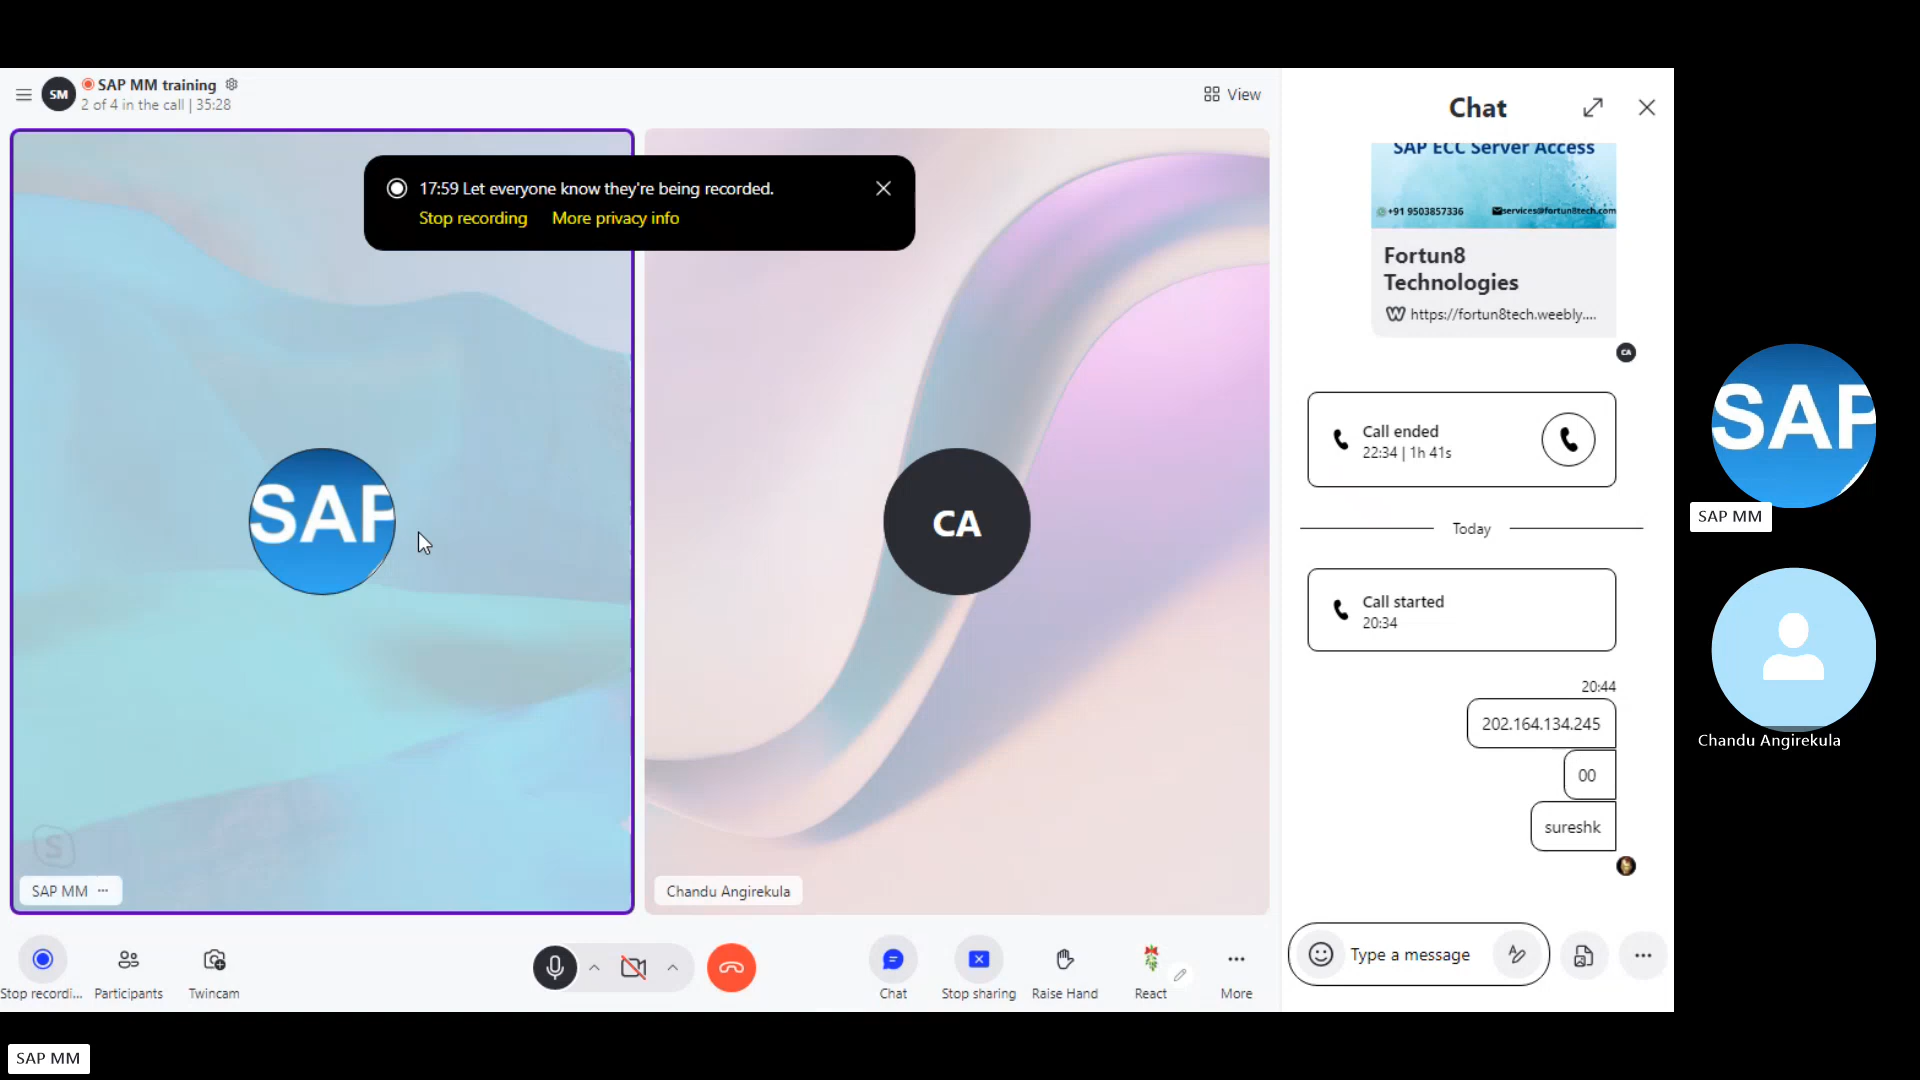 SM
SAP MM training
2 of 4 in the call | 35:28
View
17:59 Let everyone know they're being recorded.
Stop recording More privacy info
SAP
SAP MM ...
CA
Chandu Angirekula
Stop recordi...
Participants
Twincam
Chat
Stop sharing
Raise Hand
React
More
Chat
SAP ECC Server Access
+91 9503857336 services@fortun8tech.com
Fortun8
Technologies
https://fortun8tech.weebly....
CA
Call ended
22:34 | 1h 41s
Today
Call started
20:34
20:44
202.164.134.245
00
sureshk
Type a message
SAP
SAP MM
Chandu Angirekula
SAP MM